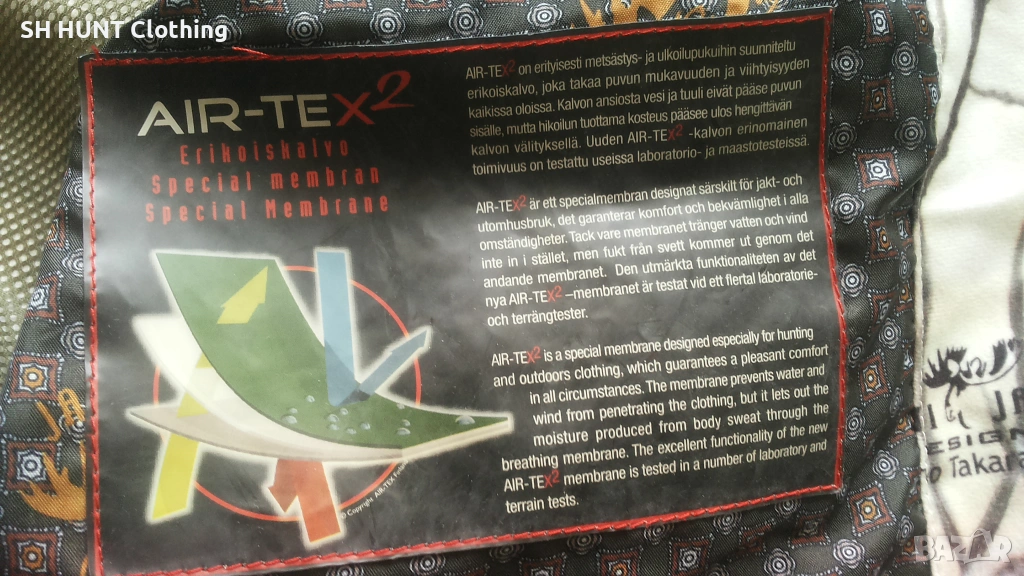 SH HUNT Clothing
AIR-TEX2
Erikoiskalvo
Special membran
Special Membrane
AIR-TEX2 on erityisesti metsästys- ja ulkoilupukuihin suunniteltu
erikoiskalvo, joka takaa puvun mukavuuden ja viihtyisyyden
kaikissa oloissa. Kalvon ansiosta vesi ja tuuli eivät pääse puvun
sisälle, mutta hikoilun tuottama kosteus pääsee ulos hengittävän
kalvon välityksellä. Uuden AIR-TEX2 -kalvon erinomainen
toimivuus on testattu useissa laboratorio- ja maastotesteissä.
AIR-TEX2 är ett specialmembran designat särskilt för jakt- och
utomhusbruk, det garanterar komfort och bekvämlighet i alla
omständigheter. Tack vare membranet tränger vatten och vind
inte in i stället, men fukt från svett kommer ut genom det
andande membranet. Den utmärkta funktionaliteten av det
nya AIR-TEX2 –membranet är testat vid ett flertal laboratorie-
och terrängtester.
AIR-TEX2 is a special membrane designed especially for hunting
and outdoors clothing, which guarantees a pleasant comfort
in all circumstances. The membrane prevents water and
wind from penetrating the clothing, but it lets out the
moisture produced from body sweat through the
breathing membrane. The excellent functionality of the new
AIR-TEX2 membrane is tested in a number of laboratory and
terrain tests.
© Copyright, AIR-TEX
ESIGN
Takara
BAZAR